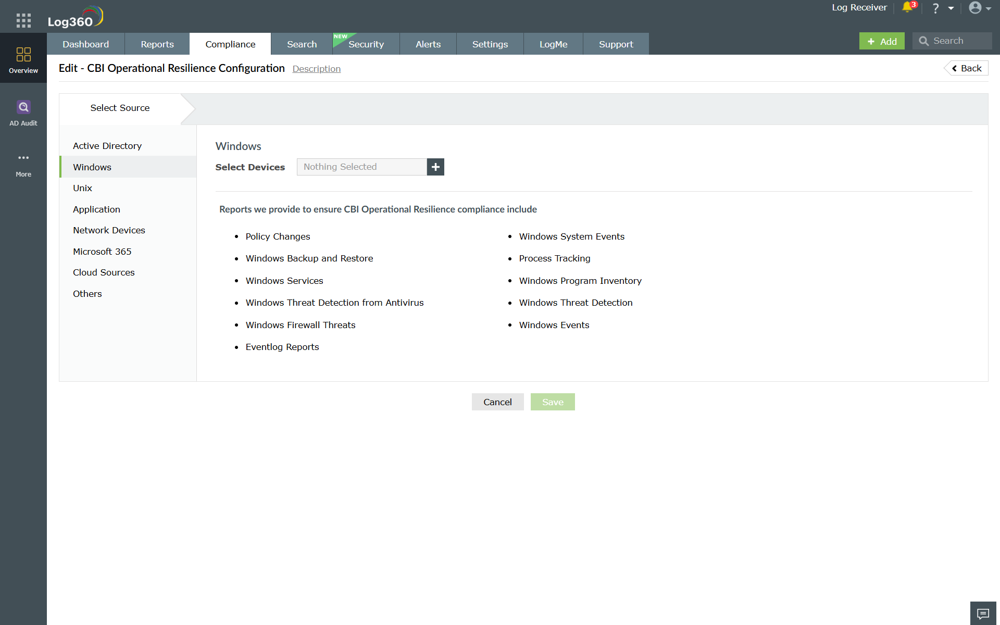 Log360
Log Receiver
3
?
Dashboard
Reports
Compliance
Search
NEW
Security
Alerts
Settings
LogMe
Support
+ Add
Search
Overview
AD Audit
More
Edit - CBI Operational Resilience Configuration
Description
Back
Select Source
Active Directory
Windows
Unix
Application
Network Devices
Microsoft 365
Cloud Sources
Others
Windows
Select Devices
Nothing Selected
Reports we provide to ensure CBI Operational Resilience compliance include
Policy Changes
Windows System Events
Windows Backup and Restore
Process Tracking
Windows Services
Windows Program Inventory
Windows Threat Detection from Antivirus
Windows Threat Detection
Windows Firewall Threats
Windows Events
Eventlog Reports
Cancel
Save